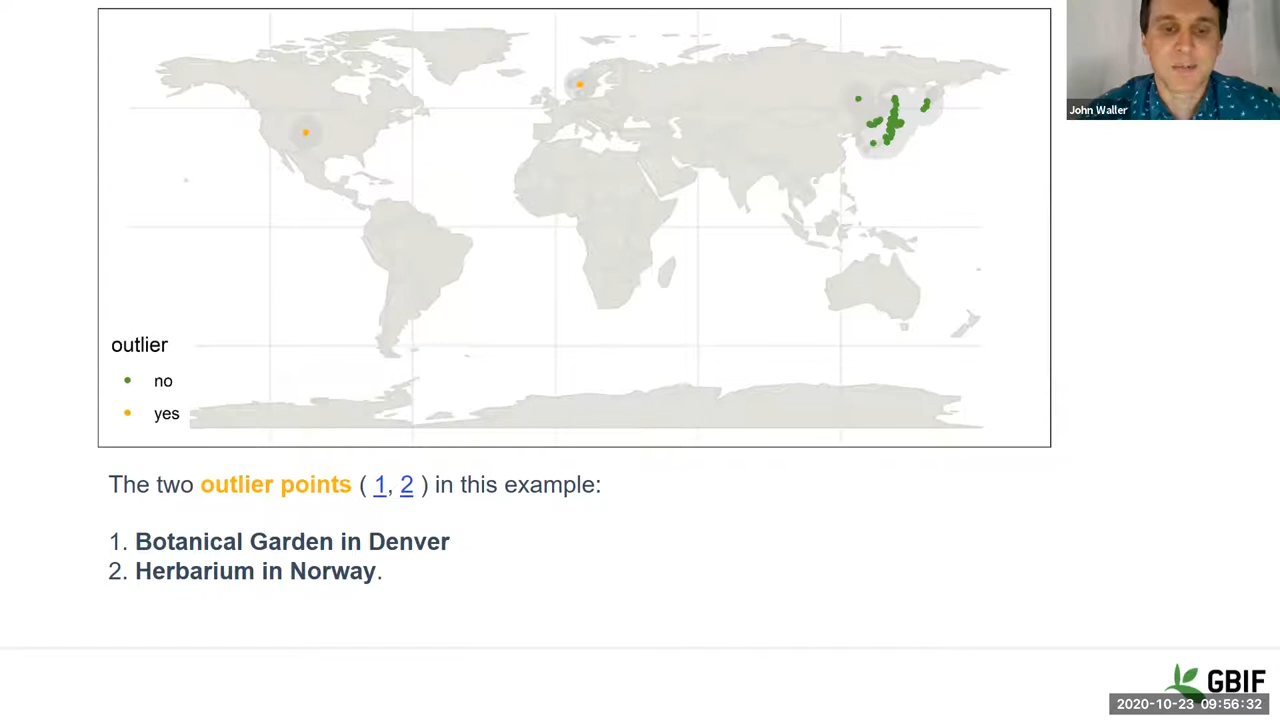 John Waller
outlier
no
yes
The two outlier points ( 1, 2 ) in this example:
1. Botanical Garden in Denver
2. Herbarium in Norway.
GBIF
2020-10-23 09:56:32